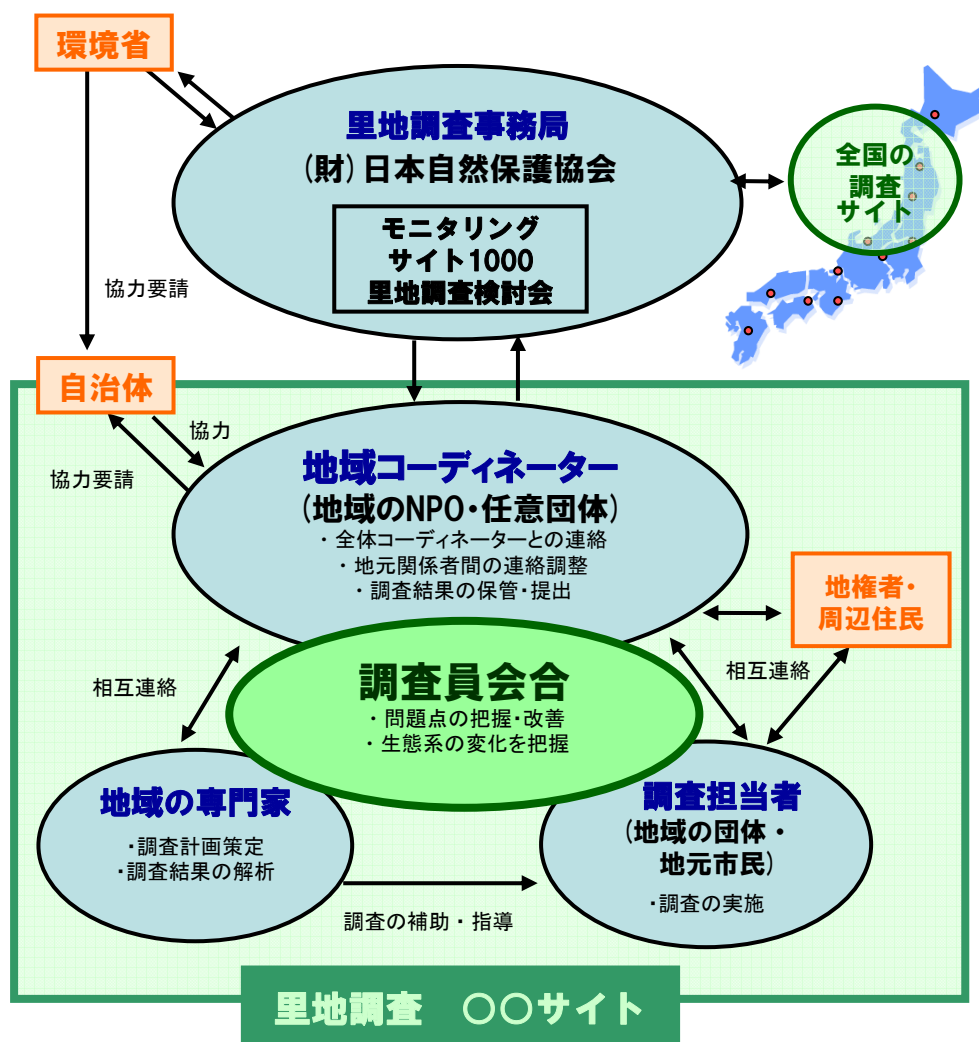 環境省
里地調査事務局
(財)日本自然保護協会
モニタリング
サイト1000
里地調査検討会
全国の
調査
サイト
協力要請
自治体
協力
協力要請
地域コーディネーター
(地域のNPO・任意団体)
・全体コーディネーターとの連絡
・地元関係者間の連絡調整
・調査結果の保管・提出
地権者・
周辺住民
相互連絡
調査員会合
・問題点の把握・改善
・生態系の変化を把握
相互連絡
地域の専門家
・調査計画策定
・調査結果の解析
調査担当者
(地域の団体・
地元市民)
・調査の実施
調査の補助・指導
里地調査　○○サイト